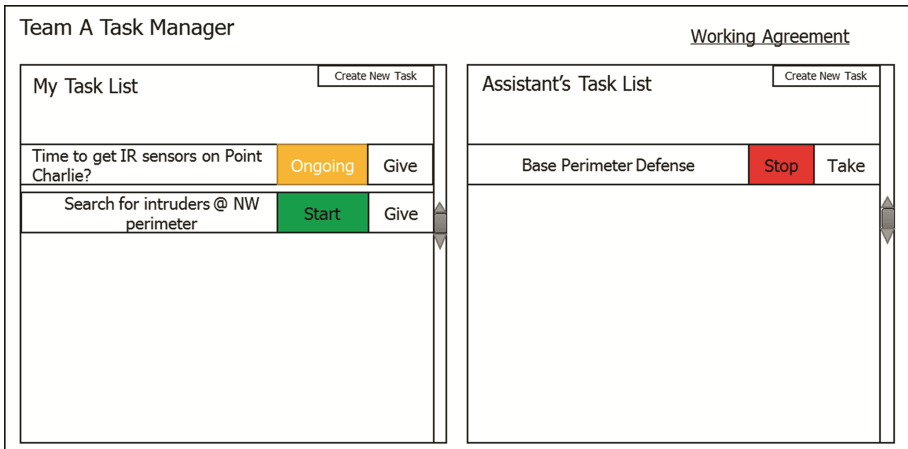 Team A Task Manager
Working Agreement
My Task List
Create New Task
Time to get IR sensors on Point
Charlie?
Ongoing
Give
Search for intruders @ NW
perimeter
Start
Give
Assistant's Task List
Create New Task
Base Perimeter Defense
Stop
Take